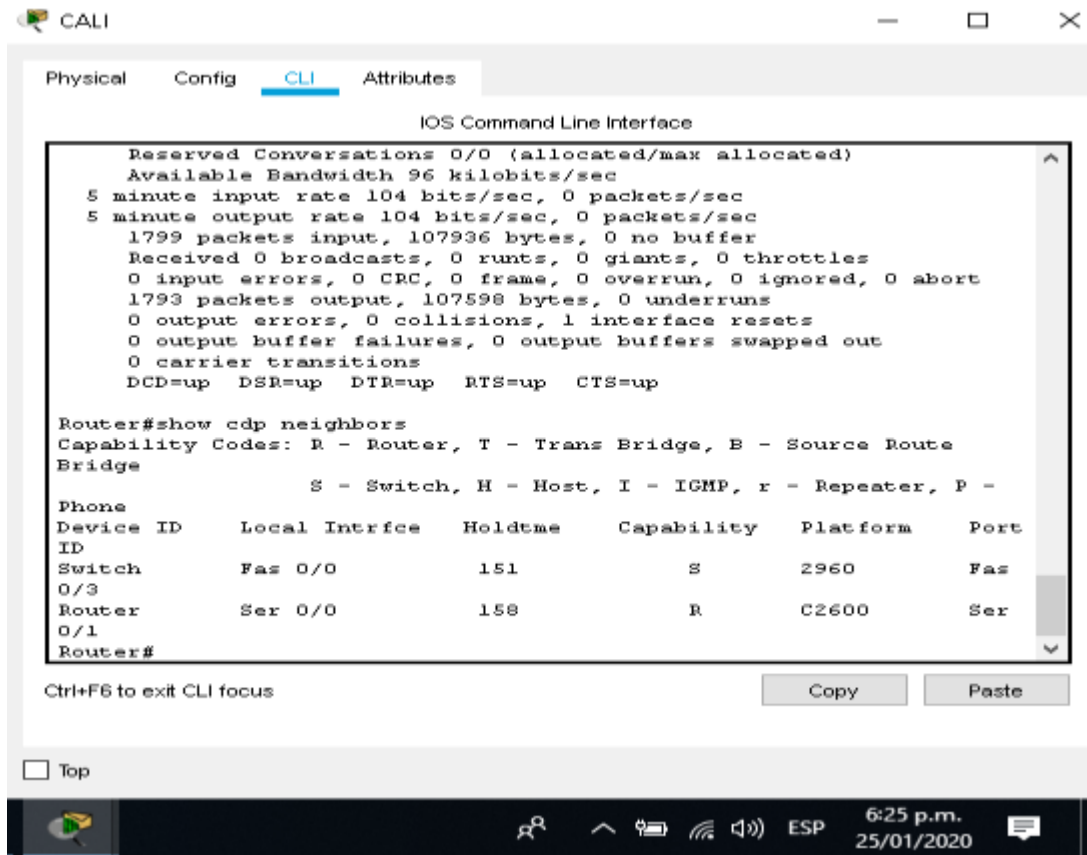 CALI
Physical Config CLI Attributes
IOS Command Line Interface
Reserved Conversations 0/0 (allocated/max allocated)
Available Bandwidth 96 kilobits/sec
5 minute input rate 104 bits/sec, 0 packets/sec
5 minute output rate 104 bits/sec, 0 packets/sec
1799 packets input, 107936 bytes, 0 no buffer
Received 0 broadcasts, 0 runts, 0 giants, 0 throttles
0 input errors, 0 CRC, 0 frame, 0 overrun, 0 ignored, 0 abort
1793 packets output, 107598 bytes, 0 underruns
0 output errors, 0 collisions, 1 interface resets
0 output buffer failures, 0 output buffers swapped out
0 carrier transitions
DCD=up DSR=up DTR=up RTS=up CTS=up
Router#show cdp neighbors
Capability Codes: R - Router, T - Trans Bridge, B - Source Route
Bridge
S - Switch, H - Host, I - IGMP, r - Repeater, P -
Phone
Device ID Local Intrfce Holdtme Capability Platform Port
ID
Switch Fas 0/0 151 S 2960 Fas
0/3
Router Ser 0/0 158 R C2600 Ser
0/1
Router#
Ctrl+F6 to exit CLI focus
Copy Paste
Top
ESP
6:25 p.m.
25/01/2020